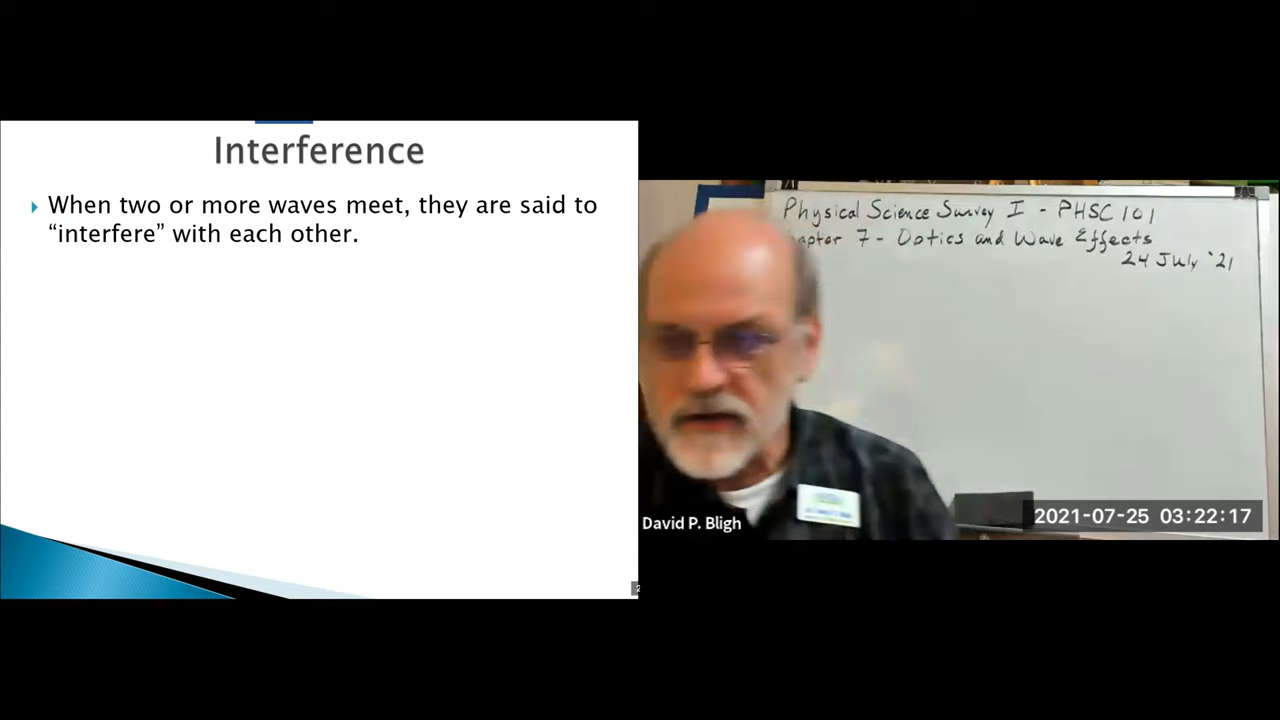 Interference
When two or more waves meet, they are said to
“interfere” with each other.
Physical Science Survey I - PHSC 101
7 - Optics and Wave Effects
24 July '21
David P. Bligh
2021-07-25 03:22:17